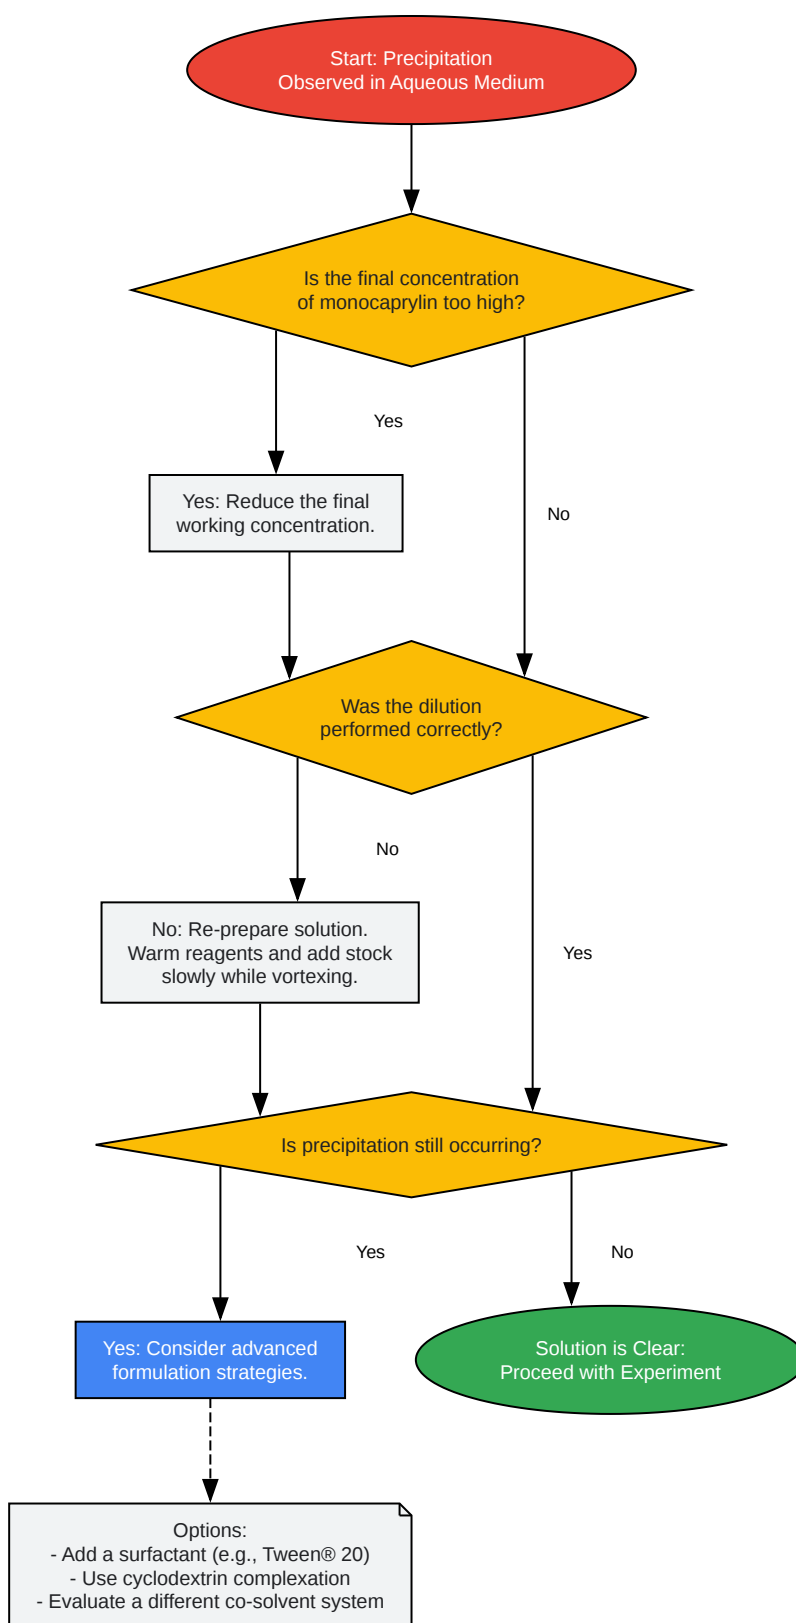 Start: Precipitation
Observed in Aqueous Medium
Is the final concentration
of monocaprylin too high?
Yes
Yes: Reduce the final
working concentration.
No
Was the dilution
performed correctly?
No
No: Re-prepare solution.
Warm reagents and add stock
slowly while vortexing.
Yes
Is precipitation still occurring?
Yes
No
Yes: Consider advanced
formulation strategies.
Solution is Clear:
Proceed with Experiment
Options:
- Add a surfactant (e.g., Tween® 20)
- Use cyclodextrin complexation
- Evaluate a different co-solvent system